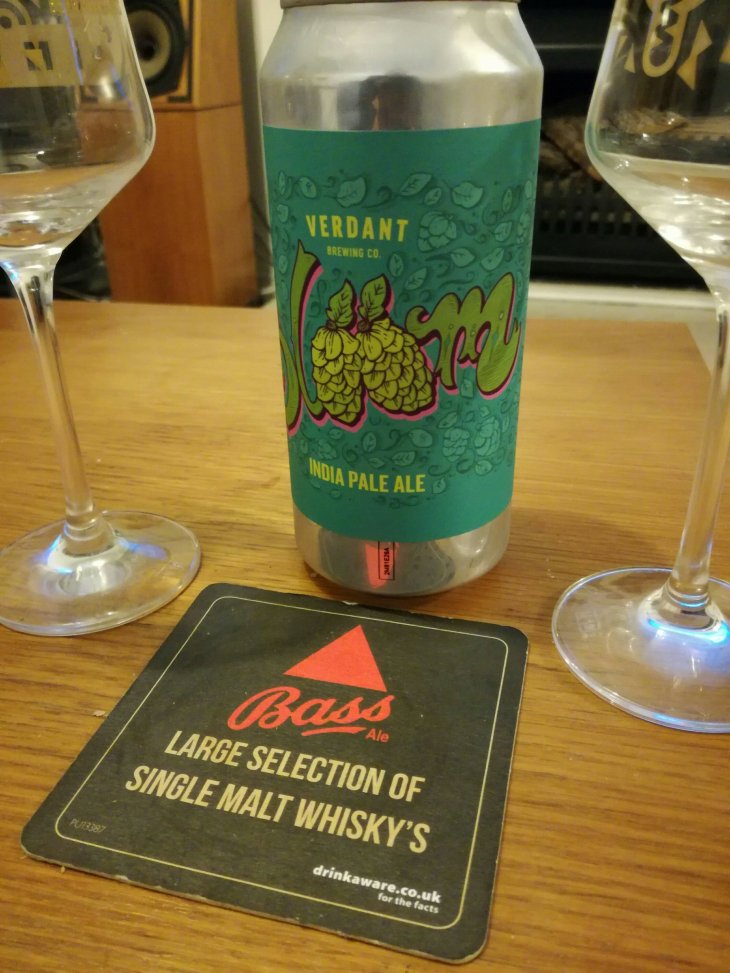 VERDANT
BREWING CO.
loom
INDIA PALE ALE
Bass
Ale
LARGE SELECTION OF
SINGLE MALT WHISKY'S
drinkaware.co.uk
for the facts